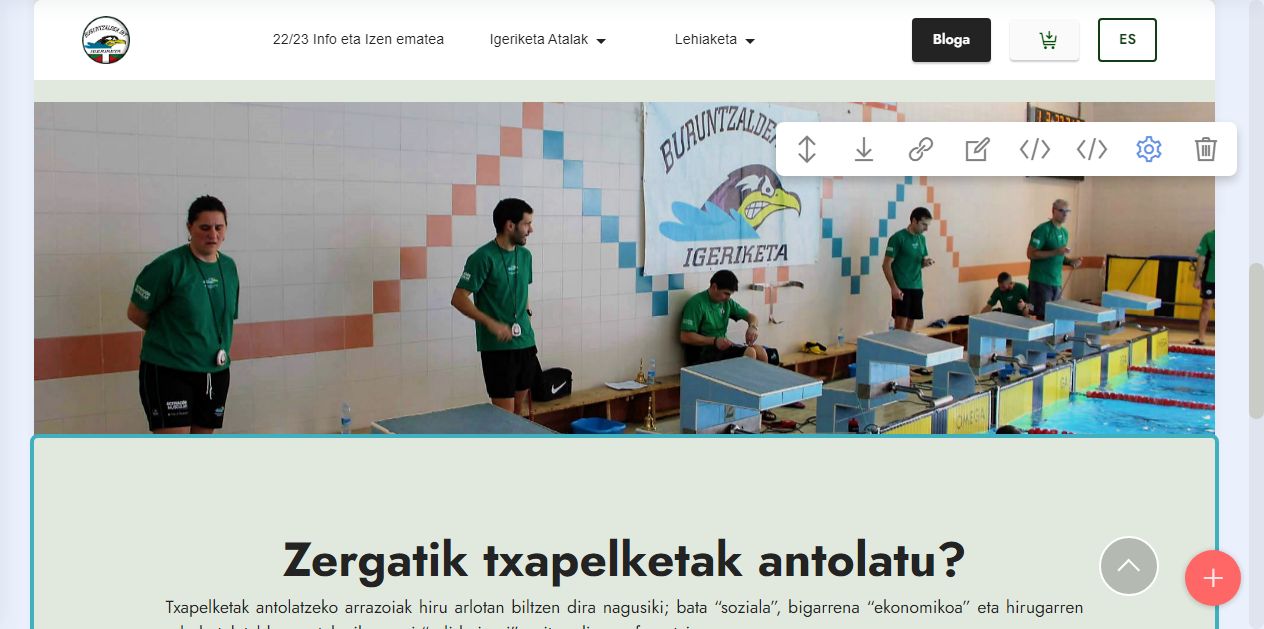 22/23 Info eta Izen ematea
Igeriketa Atalak
Lehiaketa
Bloga
ES
BURUNTZALDEA
IGERIKETA
OMEGA
Zergatik txapelketak antolatu?
Txapelketak antolatzeko arrazoiak hiru arlotan biltzen dira nagusiki; bata “soziala”, bigarrena “ekonomikoa” eta hirugarren